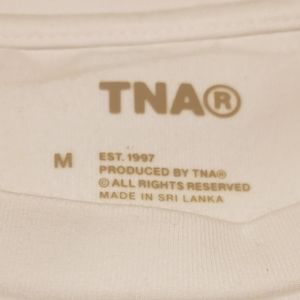 TNA®
M
EST. 1997
PRODUCED BY TNA®
© ALL RIGHTS RESERVED
MADE IN SRI LANKA